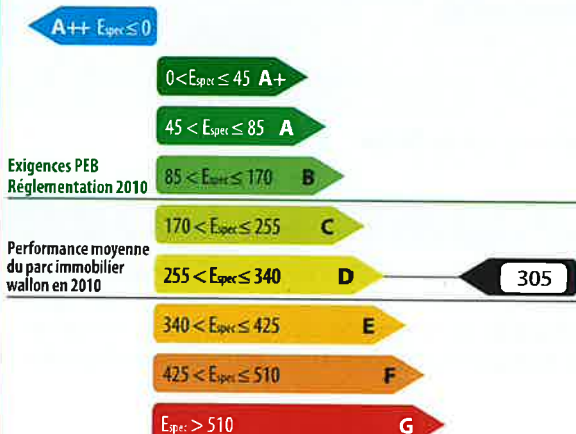 A++ Espec ≤ 0
0 < Espec ≤ 45 A+
45 < Espec ≤ 85 A
Exigences PEB
Réglementation 2010
85 < Espec ≤ 170 B
170 < Espec ≤ 255 C
Performance moyenne
du parc immobilier
wallon en 2010
255 < Espec ≤ 340 D
305
340 < Espec ≤ 425 E
425 < Espec ≤ 510 F
Espec > 510 G